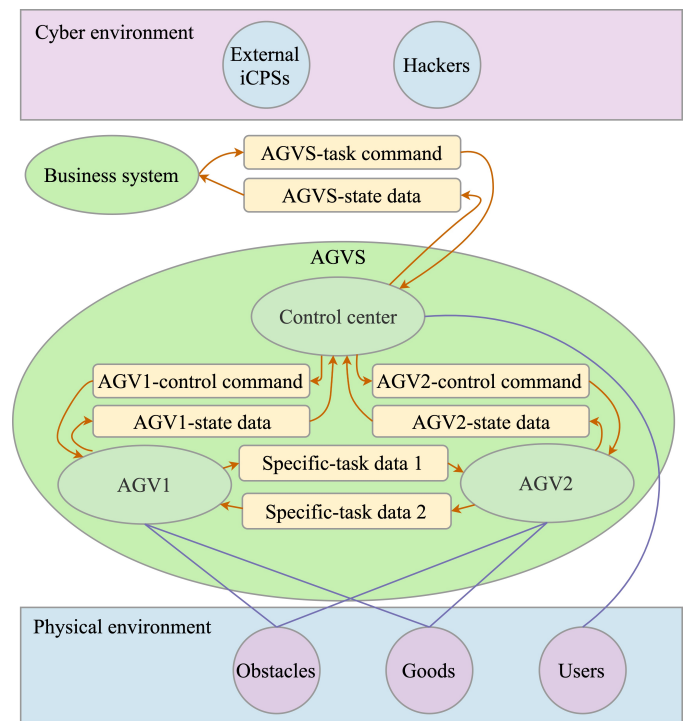 Cyber environment
External
iCPSs
Hackers
AGVS-task command
Business system
AGVS-state data
AGVS
Control center
AGV1-control command
AGV2-control command
AGV1-state data
AGV2-state data
Specific-task data 1
AGV1
AGV2
Specific-task data 2
Physical environment
Obstacles
Goods
Users